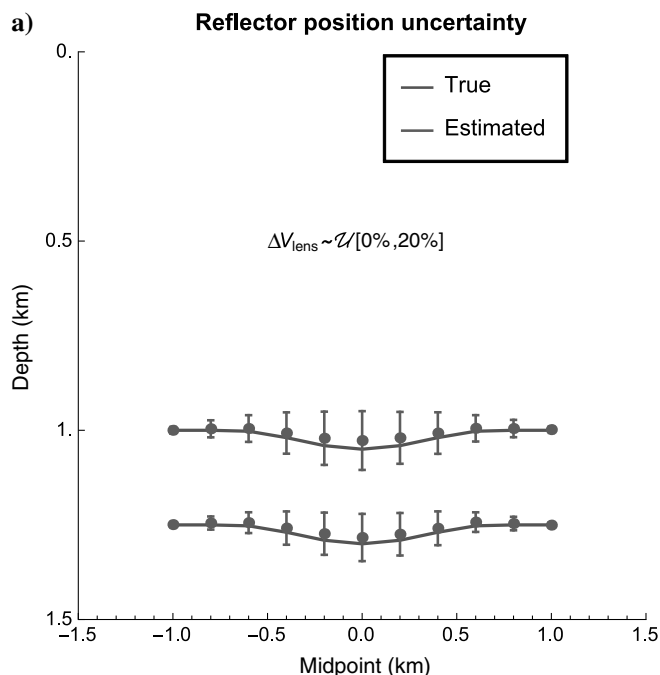 a)
Reflector position uncertainty
True
Estimated
ΔV_lens ~ 𝒰[0%,20%]
Depth (km)
0.
0.5
1.
1.5
−1.5 −1.0 −0.5 0.0 0.5 1.0 1.5
Midpoint (km)